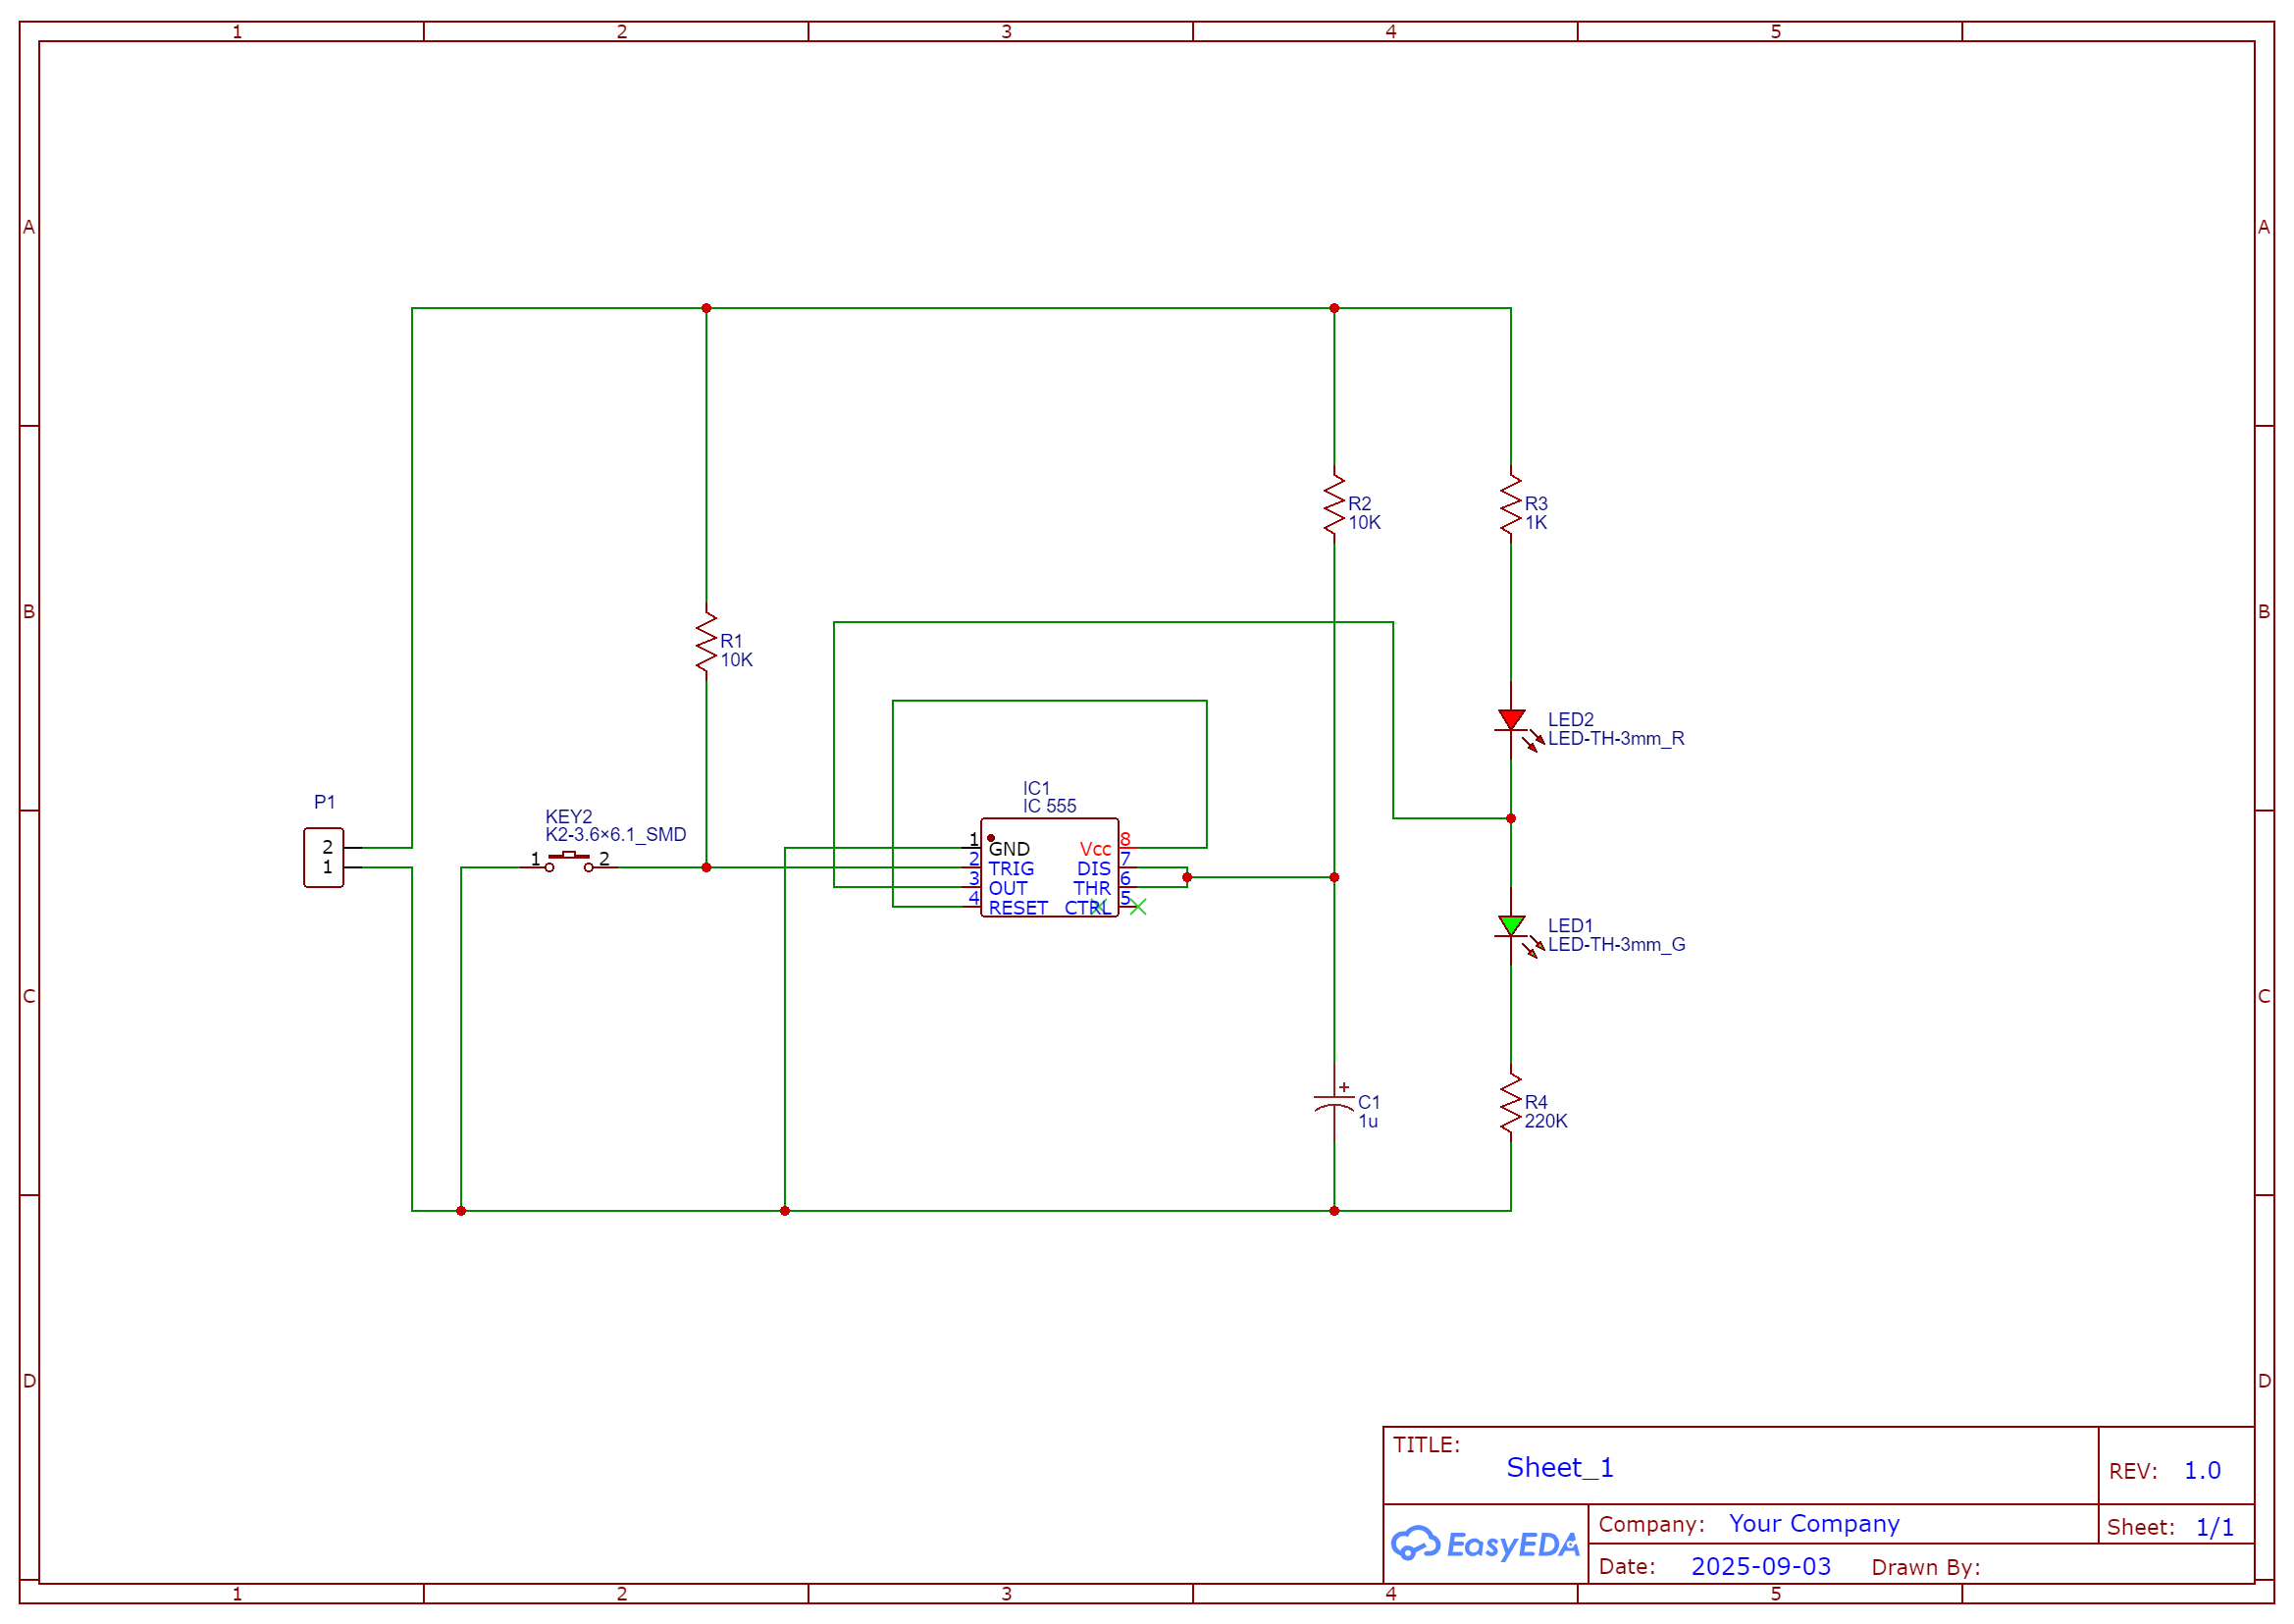 1 2 3 4 5
A A
R2
10K
R3
1K
B B
R1
10K
LED2
LED-TH-3mm_R
IC1
IC 555
P1
KEY2
K2-3.6×6.1_SMD
2
1
1 2
1 GND Vcc 8
2 TRIG DIS 7
3 OUT THR 6
4 RESET CTRL 5
LED1
LED-TH-3mm_G
C C
+
C1
1u
R4
220K
D D
TITLE:
Sheet_1
REV: 1.0
EasyEDA
Company: Your Company
Sheet: 1/1
Date: 2025-09-03 Drawn By:
1 2 3 4 5